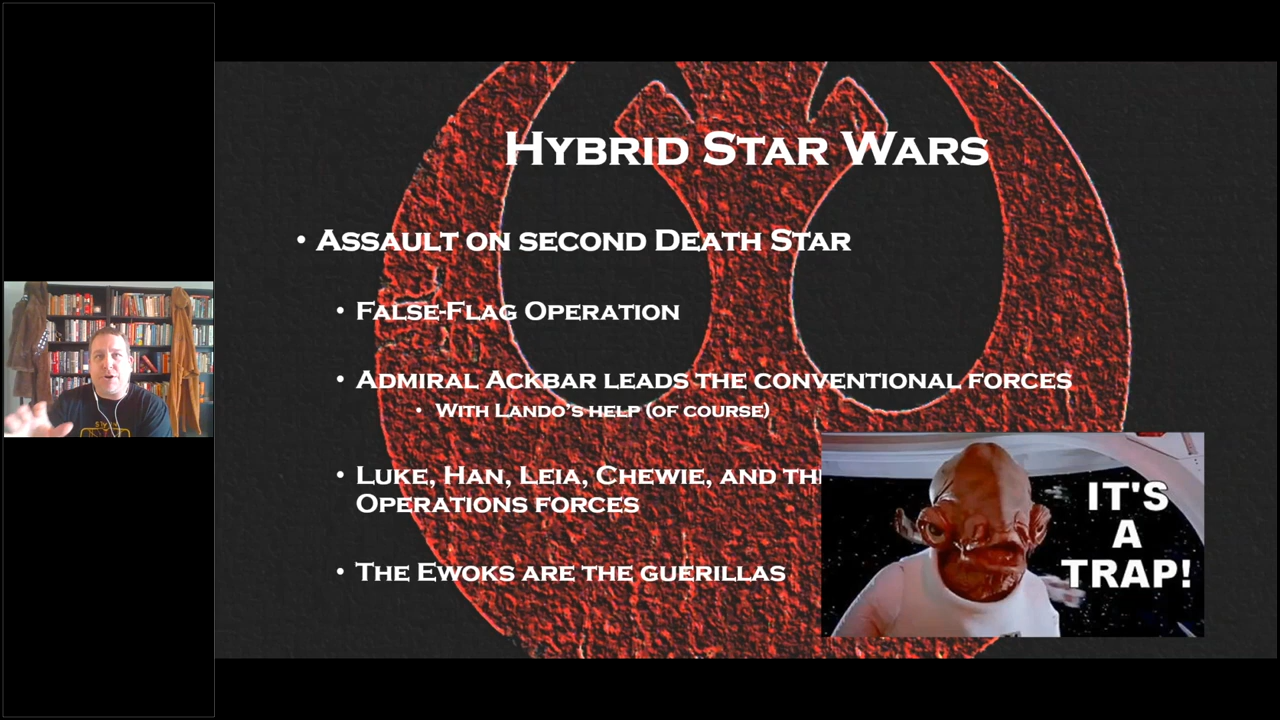 Hybrid Star Wars
• Assault on second Death Star
• False-Flag Operation
• Admiral Ackbar leads the conventional forces
• With Lando's help (of course)
• Luke, Han, Leia, Chewie, and
Operations forces
• The Ewoks are the guerillas
IT'S
A
TRAP!